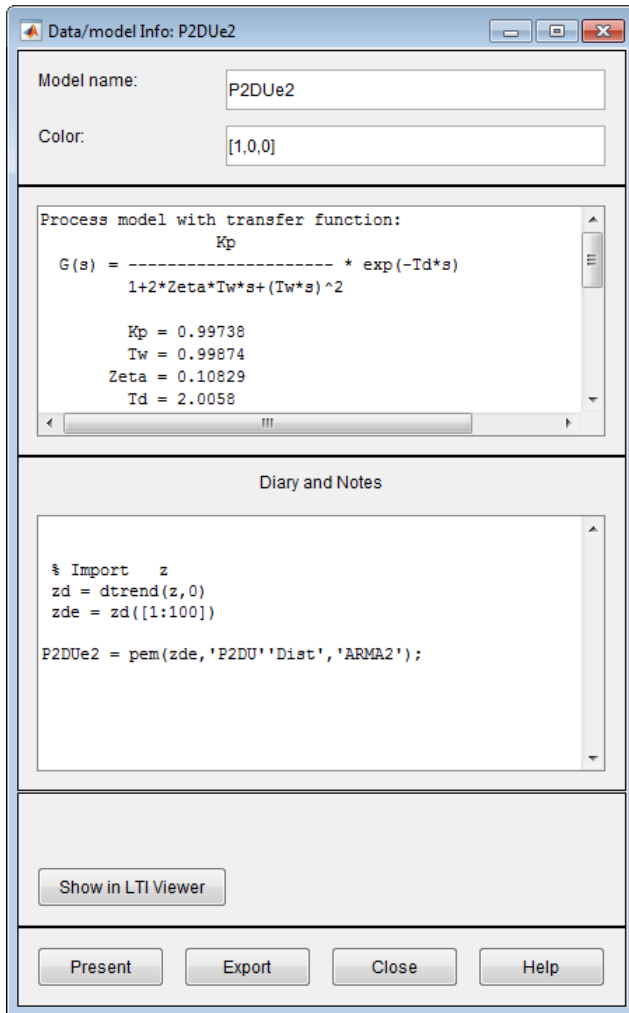 Data/model Info: P2DUe2
Model name:
P2DUe2
Color:
[1,0,0]
Process model with transfer function:
Kp
G(s) = --------------------- * exp(-Td*s)
1+2*Zeta*Tw*s+(Tw*s)^2
Kp = 0.99738
Tw = 0.99874
Zeta = 0.10829
Td = 2.0058
Diary and Notes
% Import z
zd = dtrend(z,0)
zde = zd([1:100])
P2DUe2 = pem(zde,'P2DU''Dist','ARMA2');
Show in LTI Viewer
Present Export Close Help